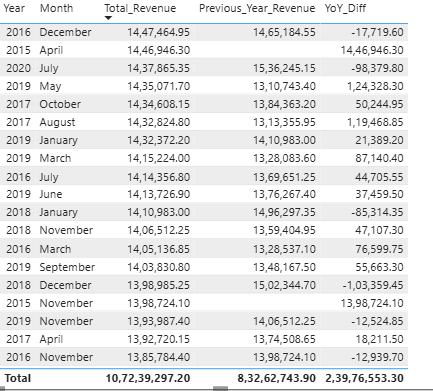 Year Month Total_Revenue Previous_Year_Revenue YoY_Diff
2016 December 14,47,464.95 14,65,184.55 -17,719.60
2015 April 14,46,946.30 14,46,946.30
2020 July 14,37,865.35 15,36,245.15 -98,379.80
2019 May 14,35,071.70 13,10,743.40 1,24,328.30
2017 October 14,34,608.15 13,84,363.20 50,244.95
2017 August 14,32,824.80 13,13,355.95 1,19,468.85
2019 January 14,32,372.20 14,10,983.00 21,389.20
2019 March 14,15,224.00 13,28,083.60 87,140.40
2016 July 14,14,356.80 13,69,651.25 44,705.55
2019 June 14,13,726.90 13,76,267.40 37,459.50
2018 January 14,10,983.00 14,96,297.35 -85,314.35
2018 November 14,06,512.25 13,59,404.95 47,107.30
2016 March 14,05,136.85 13,28,537.10 76,599.75
2019 September 14,03,830.80 13,48,167.50 55,663.30
2018 December 13,98,985.25 15,02,344.70 -1,03,359.45
2015 November 13,98,724.10 13,98,724.10
2019 November 13,93,987.40 14,06,512.25 -12,524.85
2017 April 13,92,720.15 13,74,508.65 18,211.50
2016 November 13,85,784.40 13,98,724.10 -12,939.70
Total 10,72,39,297.20 8,32,62,743.90 2,39,76,553.30